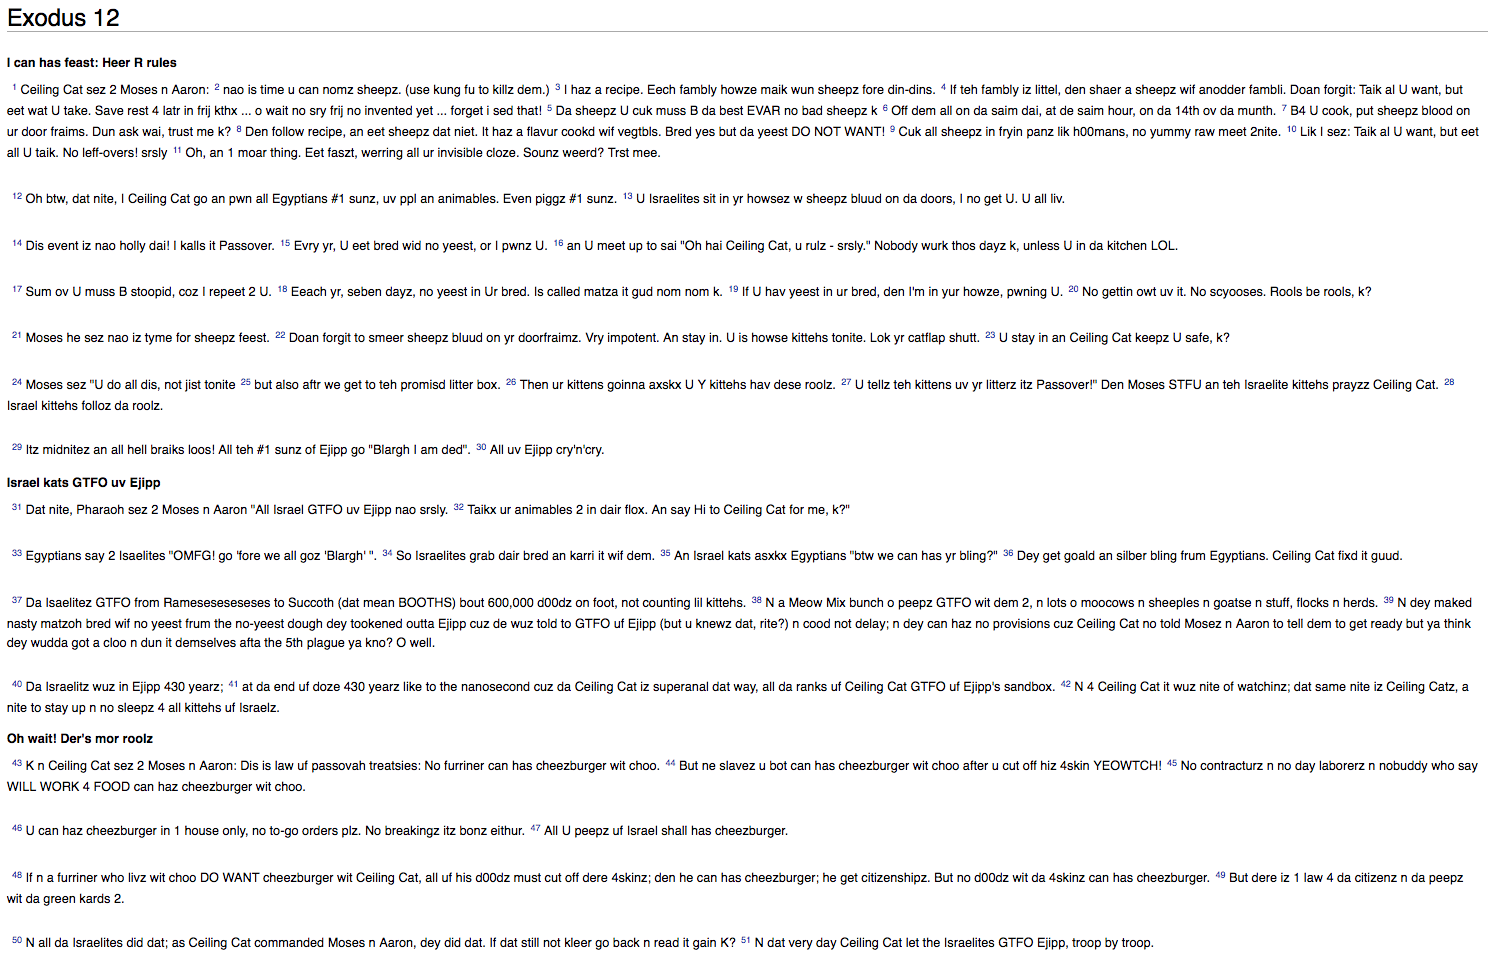 Exodus 12
I can has feast: Heer R rules
1 Ceiling Cat sez 2 Moses n Aaron: 2 nao is time u can nomz sheepz. (use kung fu to killz dem.) 3 I haz a recipe. Eech fambly howze maik wun sheepz fore din-dins. 4 If teh fambly iz littel, den shaer a sheepz wif anodder fambli. Doan forgit: Taik al U want, but
eet wat U take. Save rest 4 latr in frij kthx ... o wait no sry frij no invented yet ... forget i sed that! 5 Da sheepz U cuk muss B da best EVAR no bad sheepz k 6 Off dem all on da saim dai, at de saim hour, on da 14th ov da munth. 7 B4 U cook, put sheepz blood on
ur door fraims. Dun ask wai, trust me k? 8 Den follow recipe, an eet sheepz dat niet. It haz a flavur cookd wif vegtbls. Bred yes but da yeest DO NOT WANT! 9 Cuk all sheepz in fryin panz lik h00mans, no yummy raw meet 2nite. 10 Lik I sez: Taik al U want, but eet
all U taik. No leff-overs! srsly 11 Oh, an 1 moar thing. Eet faszt, werring all ur invisible cloze. Sounz weerd? Trst mee.
12 Oh btw, dat nite, I Ceiling Cat go an pwn all Egyptians #1 sunz, uv ppl an animables. Even piggz #1 sunz. 13 U Israelites sit in yr howsez w sheepz bluud on da doors, I no get U. U all liv.
14 Dis event iz nao holly dai! I kalls it Passover. 15 Evry yr, U eet bred wid no yeest, or I pwnz U. 16 an U meet up to sai "Oh hai Ceiling Cat, u rulz - srsly." Nobody wurk thos dayz k, unless U in da kitchen LOL.
17 Sum ov U muss B stoopid, coz I repeet 2 U. 18 Eeach yr, seben dayz, no yeest in Ur bred. Is called matza it gud nom nom k. 19 If U hav yeest in ur bred, den I'm in yur howze, pwning U. 20 No gettin owt uv it. No scyooses. Rools be rools, k?
21 Moses he sez nao iz tyme for sheepz feest. 22 Doan forgit to smeer sheepz bluud on yr doorfraimz. Vry impotent. An stay in. U is howse kittehs tonite. Lok yr catflap shutt. 23 U stay in an Ceiling Cat keepz U safe, k?
24 Moses sez "U do all dis, not jist tonite 25 but also aftr we get to teh promisd litter box. 26 Then ur kittens goinna axskx U Y kittehs hav dese roolz. 27 U tellz teh kittens uv yr litterz itz Passover!" Den Moses STFU an teh Israelite kittehs prayzz Ceiling Cat. 28
Israel kittehs folloz da roolz.
29 Itz midnitez an all hell braiks loos! All teh #1 sunz of Ejipp go "Blargh I am ded". 30 All uv Ejipp cry'n'cry.
Israel kats GTFO uv Ejipp
31 Dat nite, Pharaoh sez 2 Moses n Aaron "All Israel GTFO uv Ejipp nao srsly. 32 Taikx ur animables 2 in dair flox. An say Hi to Ceiling Cat for me, k?"
33 Egyptians say 2 Isaelites "OMFG! go 'fore we all goz 'Blargh' ". 34 So Israelites grab dair bred an karri it wif dem. 35 An Israel kats asxkx Egyptians "btw we can has yr bling?" 36 Dey get goald an silber bling frum Egyptians. Ceiling Cat fixd it guud.
37 Da Isaelitez GTFO from Rameseseseseses to Succoth (dat mean BOOTHS) bout 600,000 d00dz on foot, not counting lil kittehs. 38 N a Meow Mix bunch o peepz GTFO wit dem 2, n lots o moocows n sheeples n goatse n stuff, flocks n herds. 39 N dey maked
nasty matzoh bred wif no yeest frum the no-yeest dough dey tookened outta Ejipp cuz de wuz told to GTFO uf Ejipp (but u knewz dat, rite?) n cood not delay; n dey can haz no provisions cuz Ceiling Cat no told Mosez n Aaron to tell dem to get ready but ya think
dey wudda got a cloo n dun it demselves afta the 5th plague ya kno? O well.
40 Da Israelitz wuz in Ejipp 430 yearz; 41 at da end uf doze 430 yearz like to the nanosecond cuz da Ceiling Cat iz superanal dat way, all da ranks uf Ceiling Cat GTFO uf Ejipp's sandbox. 42 N 4 Ceiling Cat it wuz nite of watchinz; dat same nite iz Ceiling Catz, a
nite to stay up n no sleepz 4 all kittehs uf Israelz.
Oh wait! Der's mor roolz
43 K n Ceiling Cat sez 2 Moses n Aaron: Dis is law uf passovah treatsies: No furriner can has cheezburger wit choo. 44 But ne slavez u bot can has cheezburger wit choo after u cut off hiz 4skin YEOWTCH! 45 No contracturz n no day laborerz n nobuddy who say
WILL WORK 4 FOOD can haz cheezburger wit choo.
46 U can haz cheezburger in 1 house only, no to-go orders plz. No breakingz itz bonz eithur. 47 All U peepz uf Israel shall has cheezburger.
48 If n a furriner who livz wit choo DO WANT cheezburger wit Ceiling Cat, all uf his d00dz must cut off dere 4skinz; den he can has cheezburger; he get citizenshipz. But no d00dz wit da 4skinz can has cheezburger. 49 But dere iz 1 law 4 da citizenz n da peepz
wit da green kards 2.
50 N all da Israelites did dat; as Ceiling Cat commanded Moses n Aaron, dey did dat. If dat still not kleer go back n read it gain K? 51 N dat very day Ceiling Cat let the Israelites GTFO Ejipp, troop by troop.